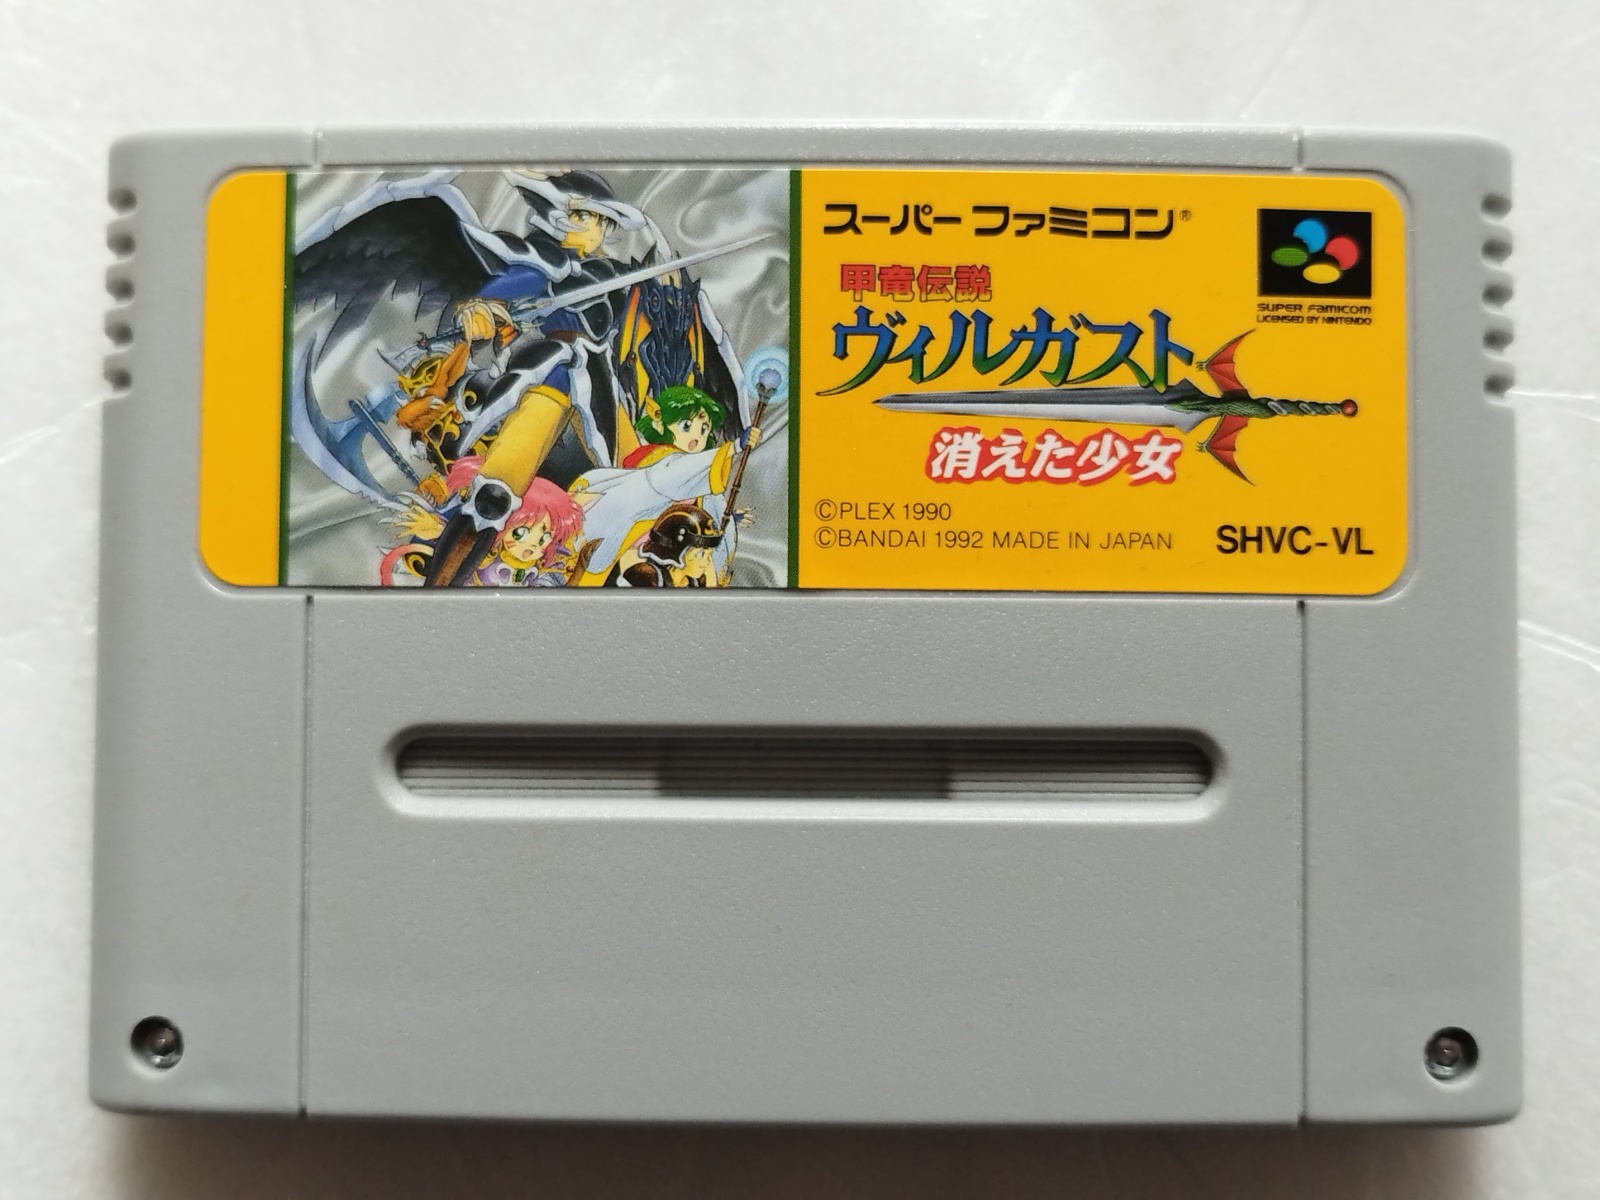 スーパーファミコン®
SUPER FAMICOM
LICENSED BY NINTENDO
甲竜伝説
ヴィルガスト
消えた少女
©PLEX 1990
©BANDAI 1992 MADE IN JAPAN
SHVC-VL